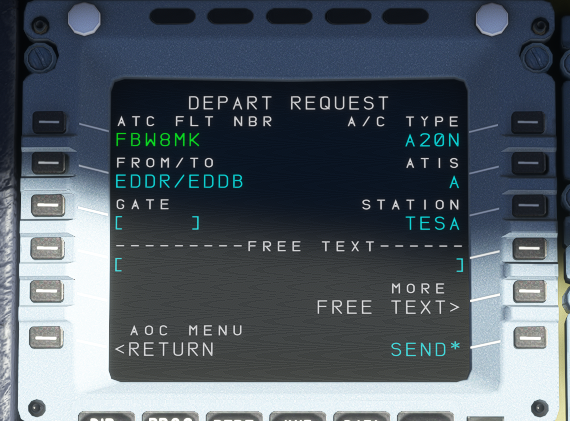 DEPART REQUEST
ATC FLT NBR A/C TYPE
FBW8MK A20N
FROM/TO ATIS
EDDR/EDDB A
GATE STATION
[ ] TESA
---------FREE TEXT------
[ ]
MORE
FREE TEXT>
AOC MENU
<RETURN SEND*